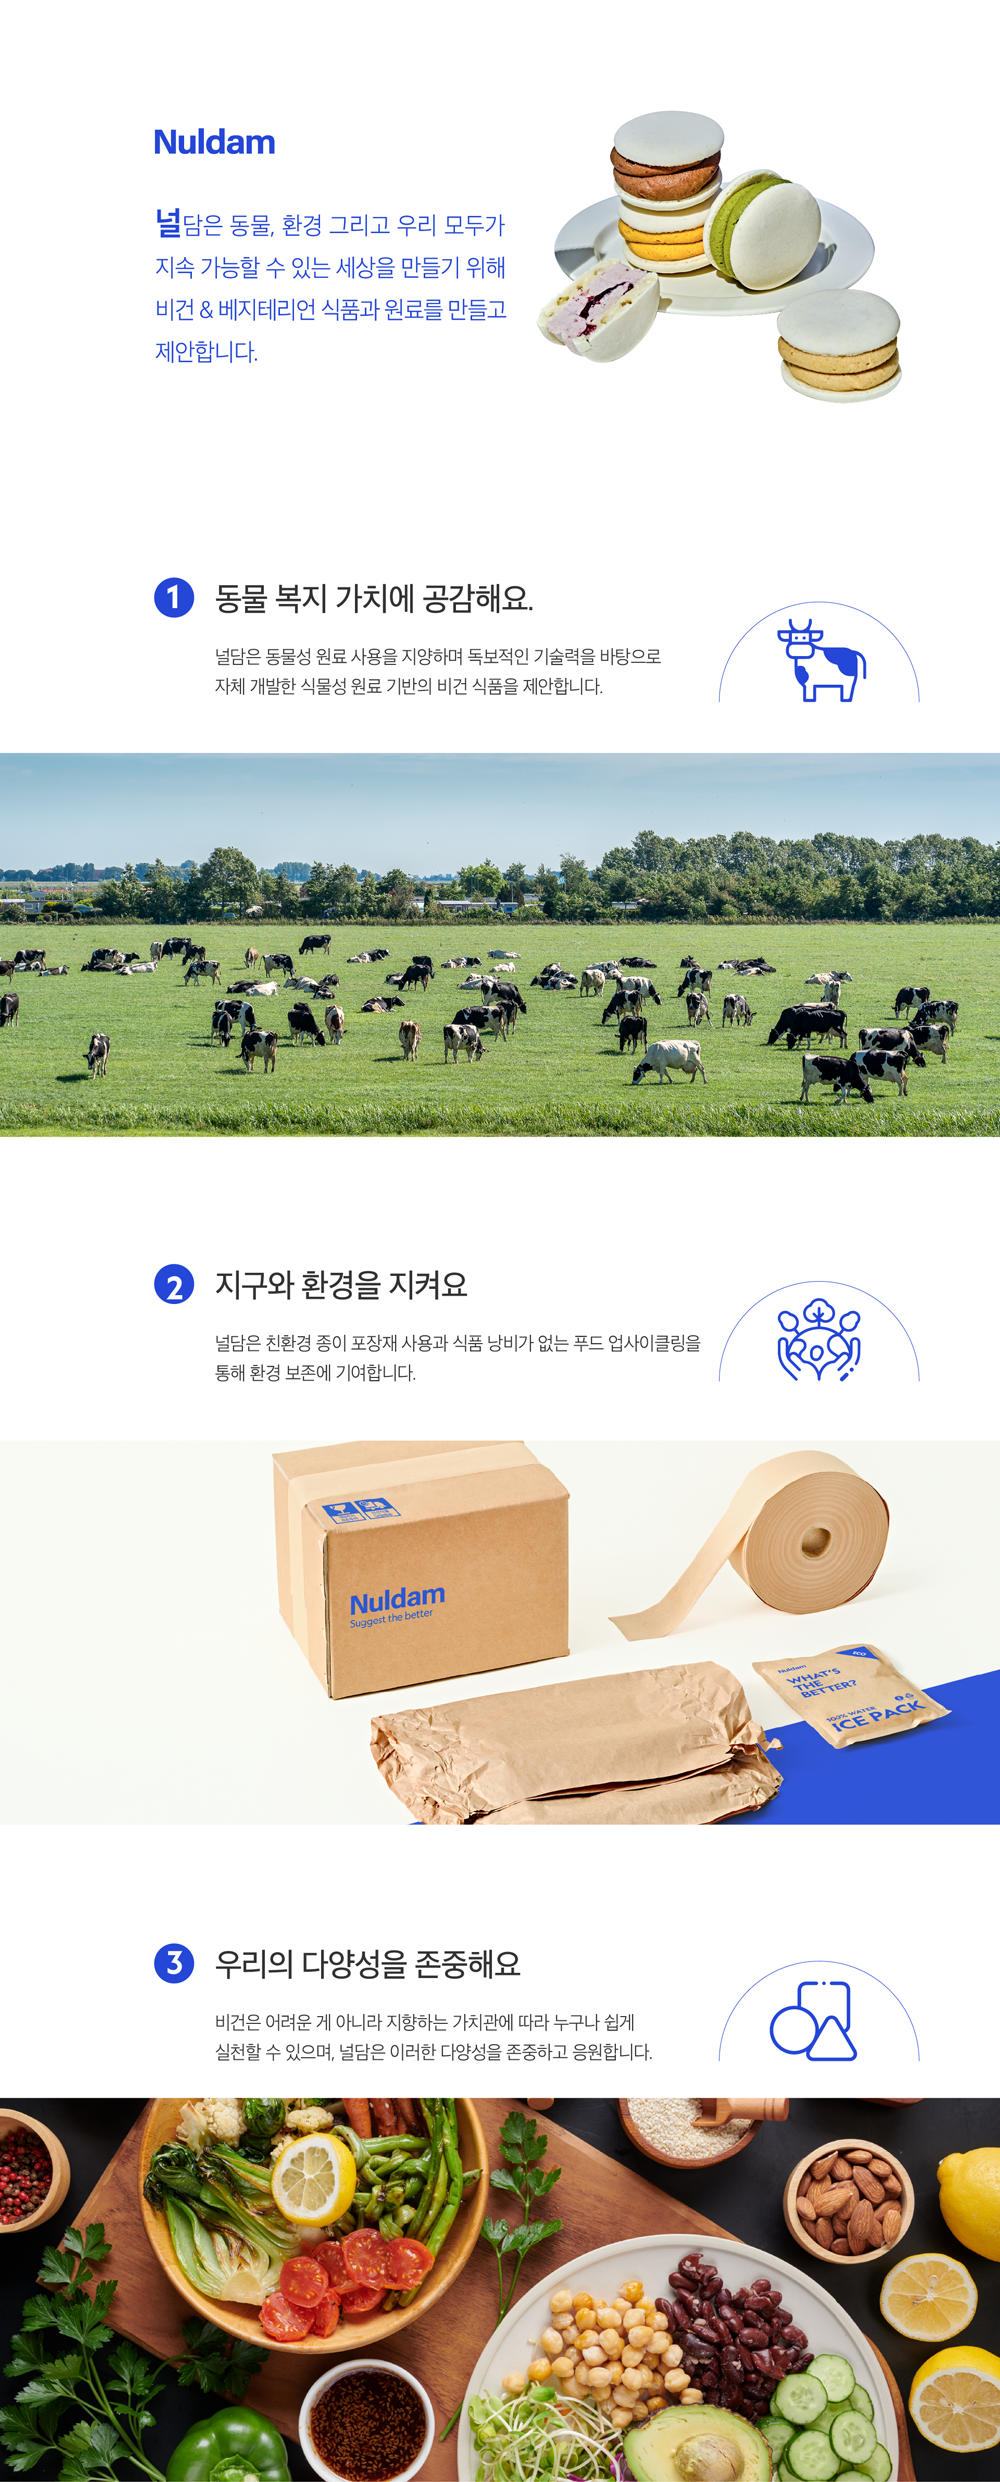 Nuldam
널담은 동물, 환경 그리고 우리 모두가
지속 가능할 수 있는 세상을 만들기 위해
비건 & 베지테리언 식품과 원료를 만들고
제안합니다.
1 동물 복지 가치에 공감해요.
널담은 동물성 원료 사용을 지양하며 독보적인 기술력을 바탕으로
자체 개발한 식물성 원료 기반의 비건 식품을 제안합니다.
2 지구와 환경을 지켜요
널담은 친환경 종이 포장재 사용과 식품 낭비가 없는 푸드 업사이클링을
통해 환경 보존에 기여합니다.
Nuldam
Suggest the better
ECO
Nuldam
WHAT'S
THE
BETTER?
100% WATER
ICE PACK
3 우리의 다양성을 존중해요
비건은 어려운 게 아니라 지향하는 가치관에 따라 누구나 쉽게
실천할 수 있으며, 널담은 이러한 다양성을 존중하고 응원합니다.